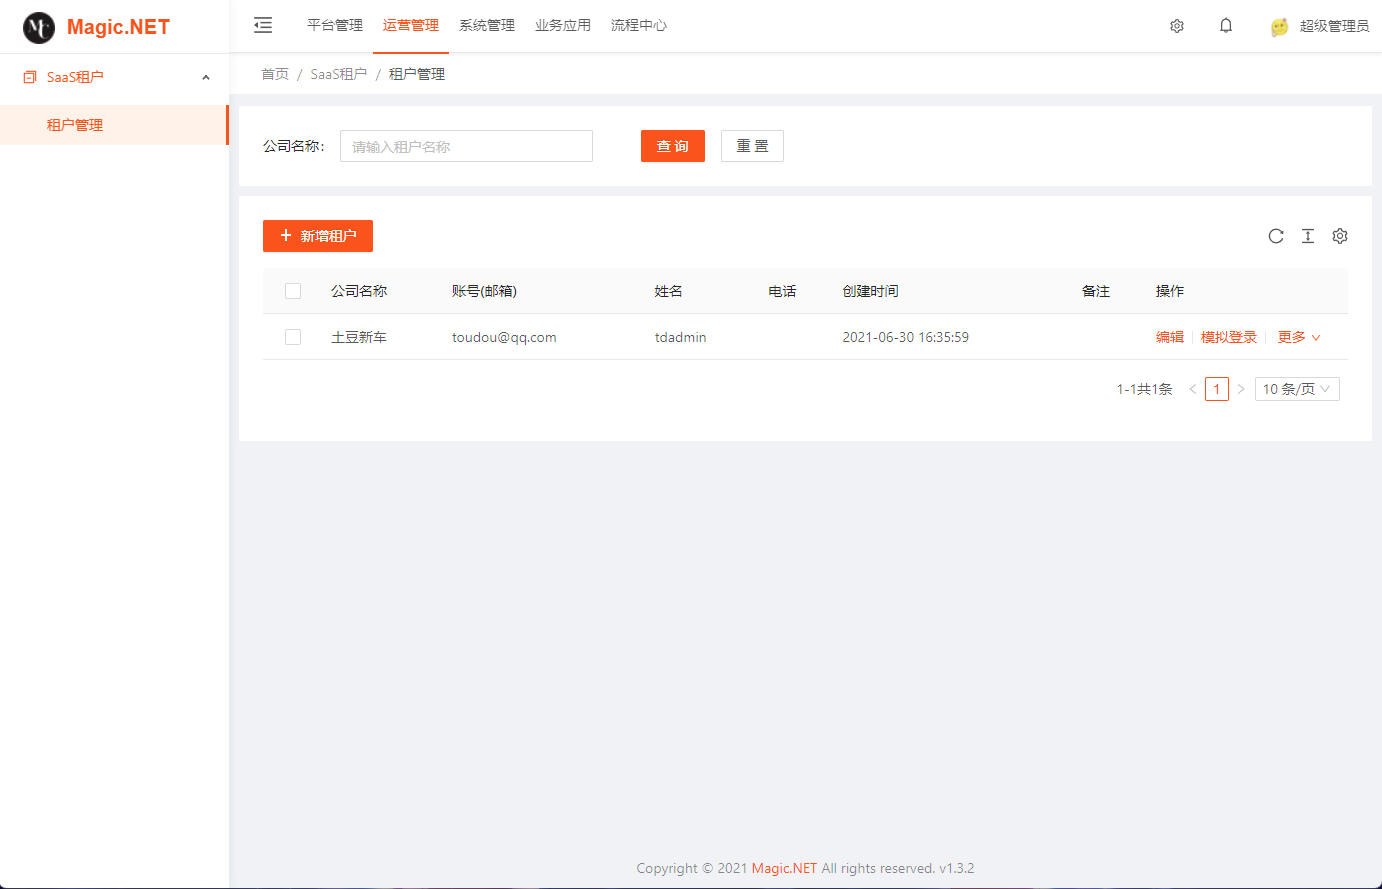 Magic.NET
平台管理 运营管理 系统管理 业务应用 流程中心 超级管理员
SaaS租户
租户管理
首页 / SaaS租户 / 租户管理
公司名称: 请输入租户名称 查 询 重 置
+ 新增租户
公司名称 账号(邮箱) 姓名 电话 创建时间 备注 操作
土豆新车 toudou@qq.com tdadmin 2021-06-30 16:35:59 编辑 模拟登录 更多
1-1共1条 < 1 > 10 条/页
Copyright © 2021 Magic.NET All rights reserved. v1.3.2